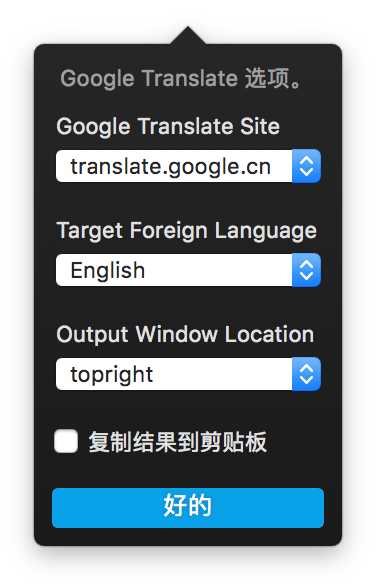 Google Translate 选项。
Google Translate Site
translate.google.cn
Target Foreign Language
English
Output Window Location
topright
复制结果到剪贴板
好的